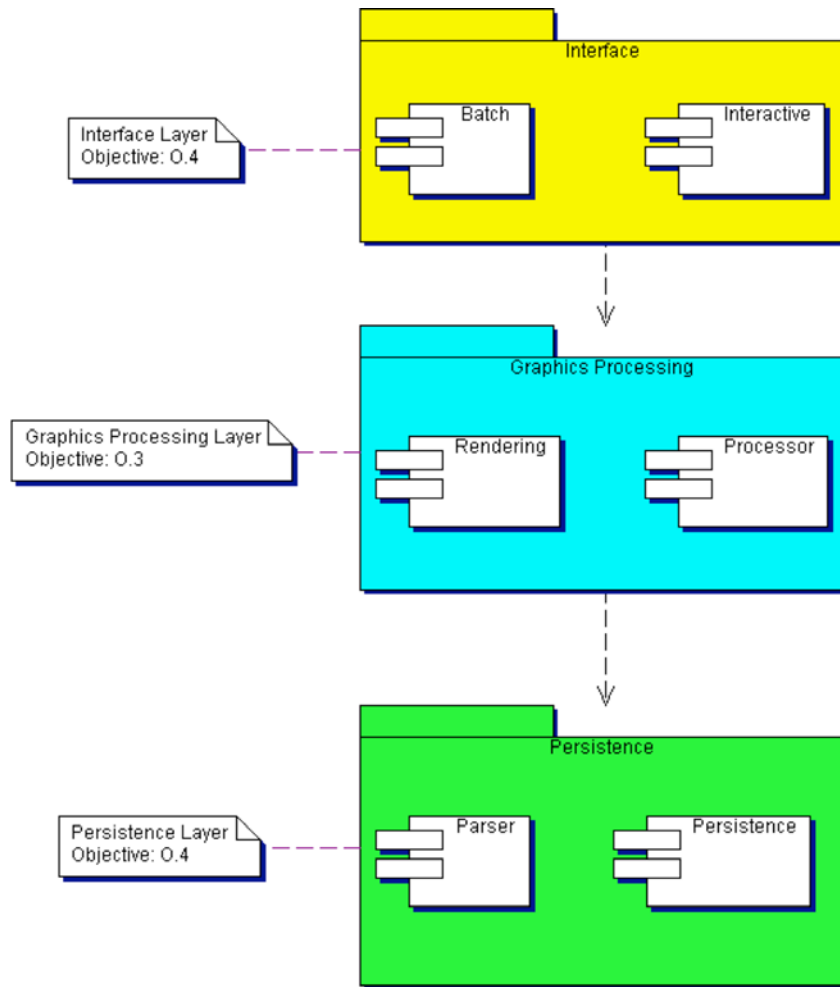 Interface
Batch
Interactive
Interface Layer
Objective: O.4
Graphics Processing
Rendering
Processor
Graphics Processing Layer
Objective: O.3
Persistence
Parser
Persistence
Persistence Layer
Objective: O.4